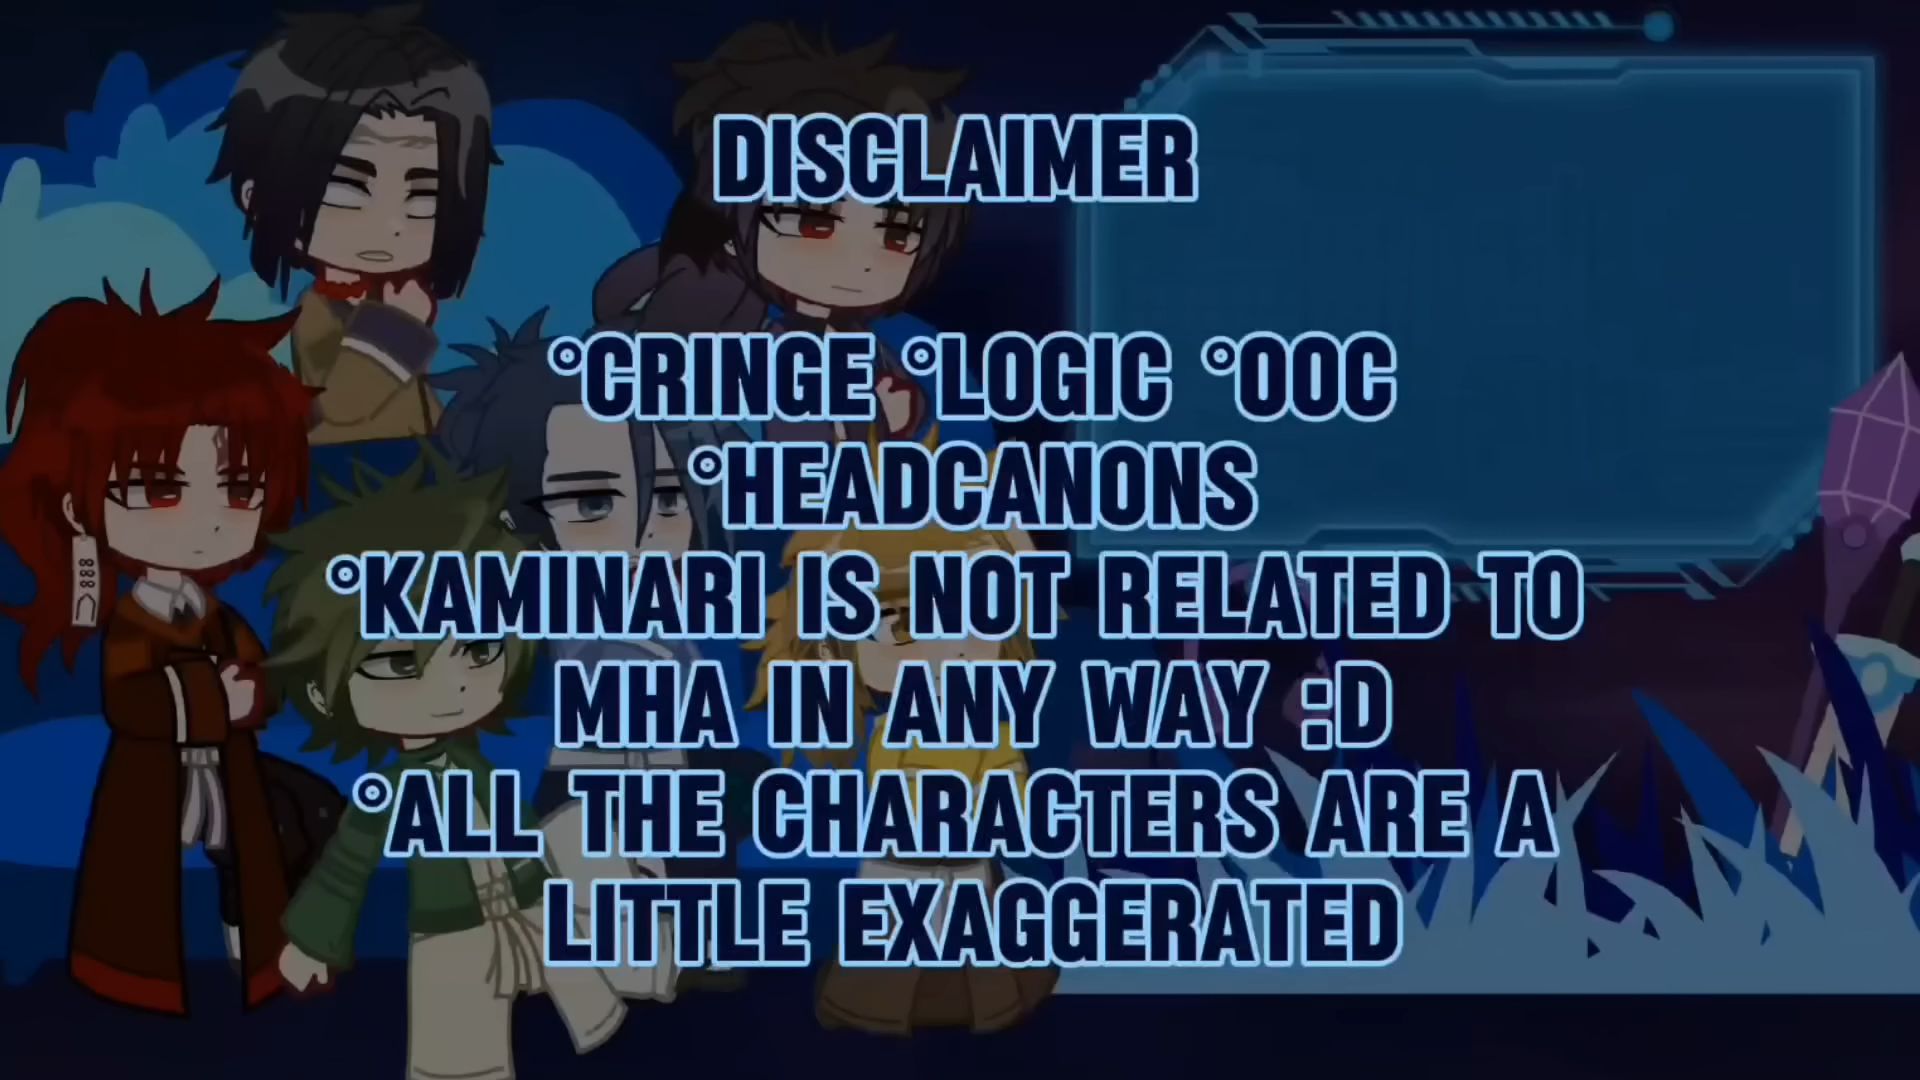 DISCLAIMER
°CRINGE °LOGIC °OOC
°HEADCANONS
°KAMINARI IS NOT RELATED TO
MHA IN ANY WAY :D
°ALL THE CHARACTERS ARE A
LITTLE EXAGGERATED